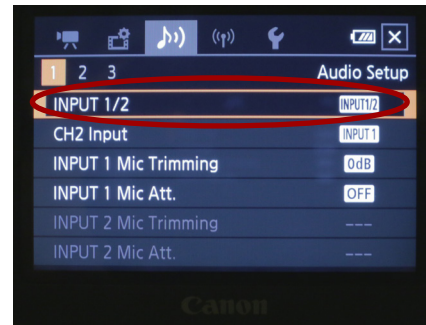 1 2 3 Audio Setup
INPUT 1/2 INPUT1/2
CH2 Input INPUT 1
INPUT 1 Mic Trimming 0dB
INPUT 1 Mic Att. OFF
INPUT 2 Mic Trimming ---
INPUT 2 Mic Att. ---
Canon